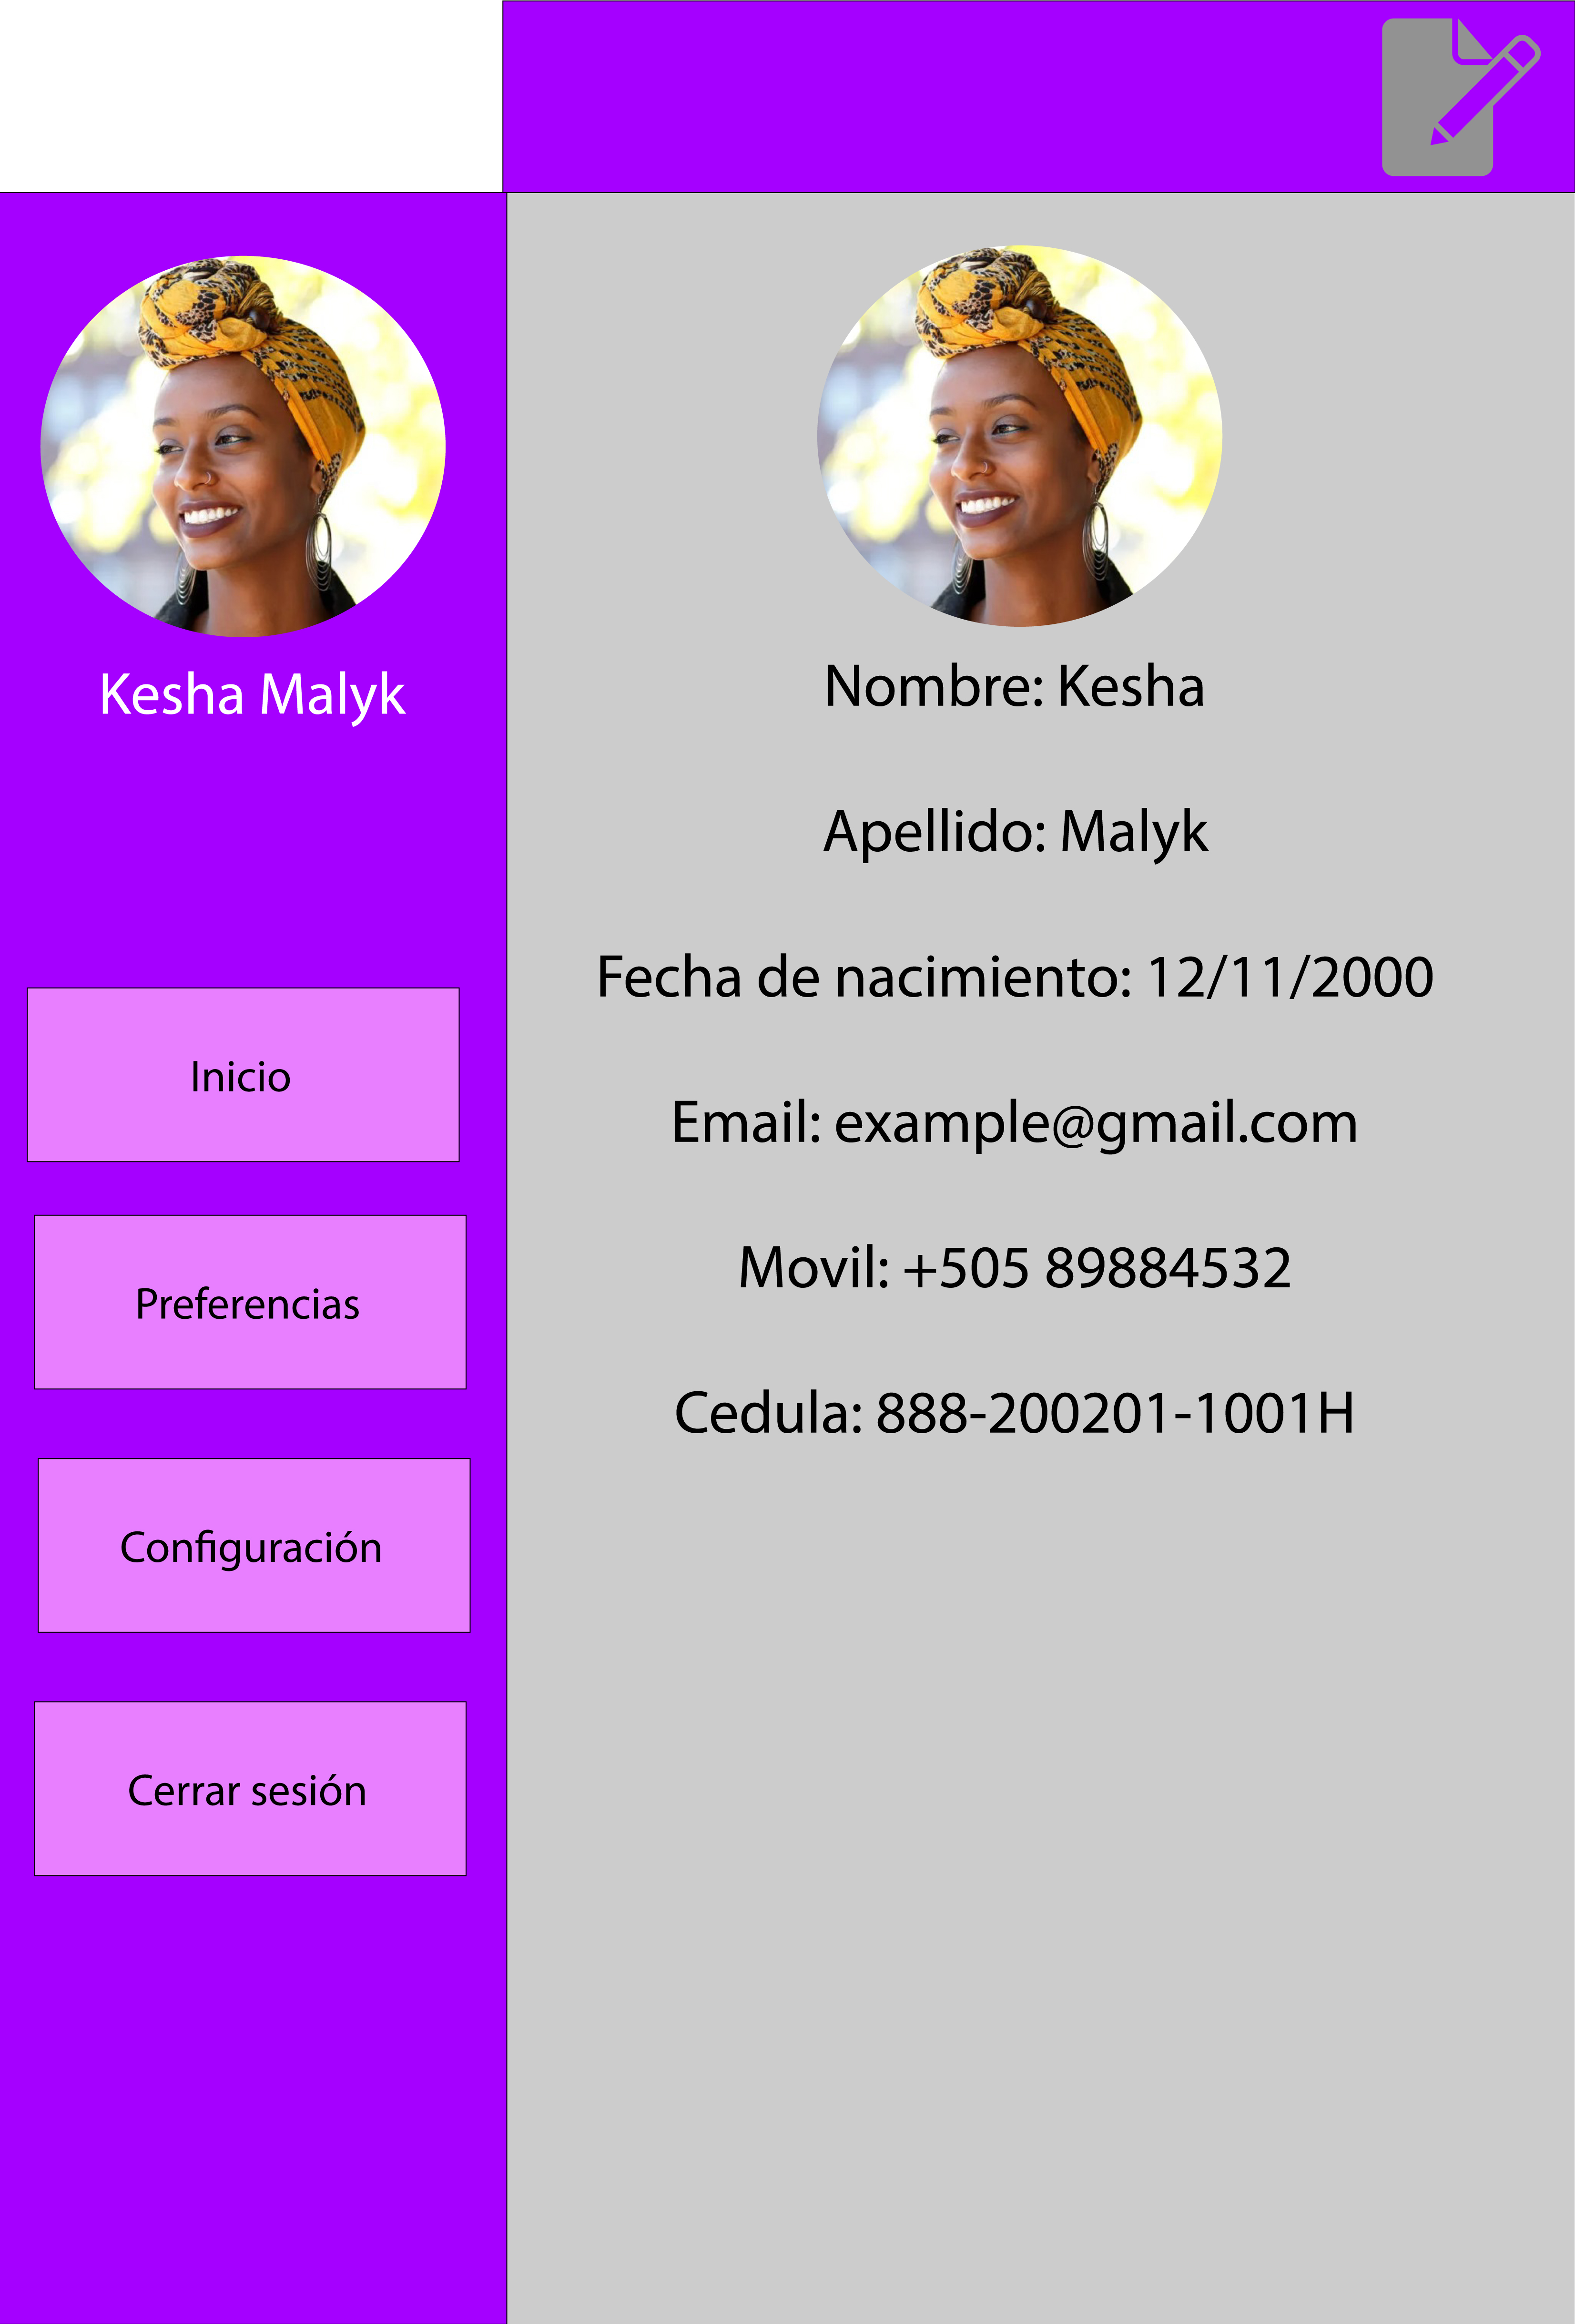 Kesha Malyk
Inicio
Preferencias
Configuración
Cerrar sesión
Nombre: Kesha
Apellido: Malyk
Fecha de nacimiento: 12/11/2000
Email: example@gmail.com
Movil: +505 89884532
Cedula: 888-200201-1001H